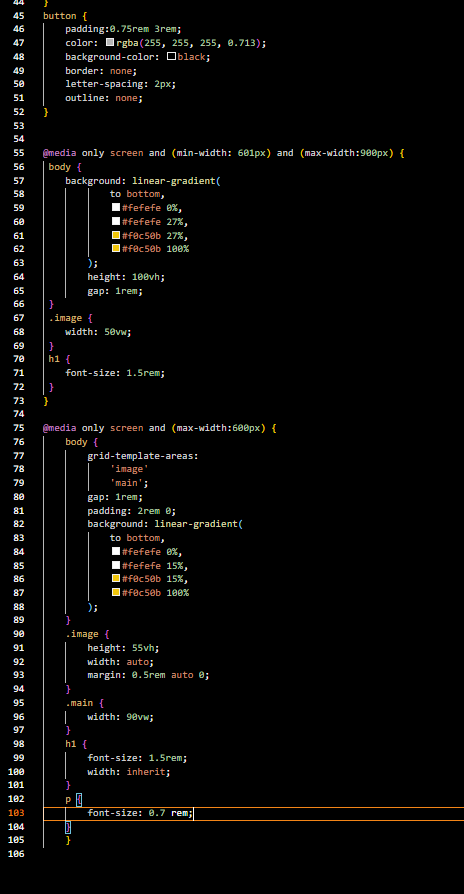 44 }
45 button {
46 padding:0.75rem 3rem;
47 color: rgba(255, 255, 255, 0.713);
48 background-color: black;
49 border: none;
50 letter-spacing: 2px;
51 outline: none;
52 }
53
54
55 @media only screen and (min-width: 601px) and (max-width:900px) {
56 body {
57 background: linear-gradient(
58 to bottom,
59 #fefefe 0%,
60 #fefefe 27%,
61 #f0c50b 27%,
62 #f0c50b 100%
63 );
64 height: 100vh;
65 gap: 1rem;
66 }
67 .image {
68 width: 50vw;
69 }
70 h1 {
71 font-size: 1.5rem;
72 }
73 }
74
75 @media only screen and (max-width:600px) {
76 body {
77 grid-template-areas:
78 'image'
79 'main';
80 gap: 1rem;
81 padding: 2rem 0;
82 background: linear-gradient(
83 to bottom,
84 #fefefe 0%,
85 #fefefe 15%,
86 #f0c50b 15%,
87 #f0c50b 100%
88 );
89 }
90 .image {
91 height: 55vh;
92 width: auto;
93 margin: 0.5rem auto 0;
94 }
95 .main {
96 width: 90vw;
97 }
98 h1 {
99 font-size: 1.5rem;
100 width: inherit;
101 }
102 p {
103 font-size: 0.7 rem;
104 }
105 }
106